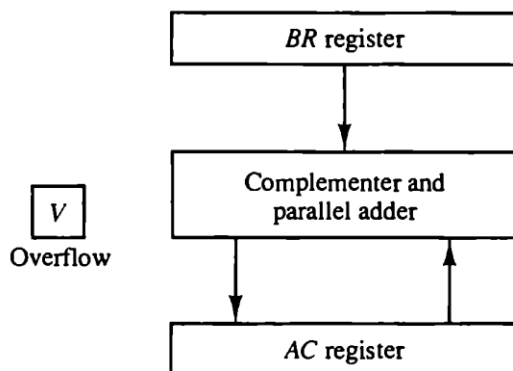 BR register
Complementer and
parallel adder
V
Overflow
AC register